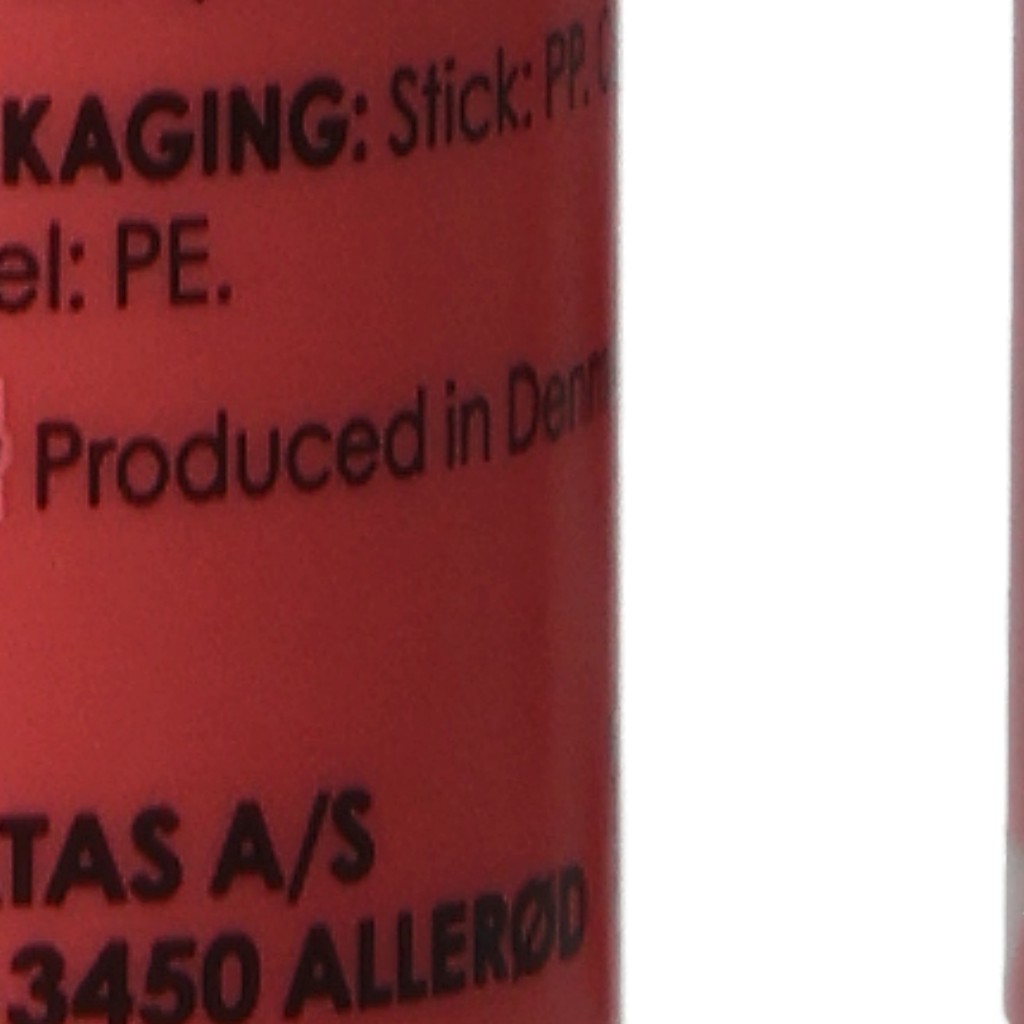 KAGING: Stick: PP.
el: PE.
Produced in Denm
TAS A/S
3450 ALLERØD